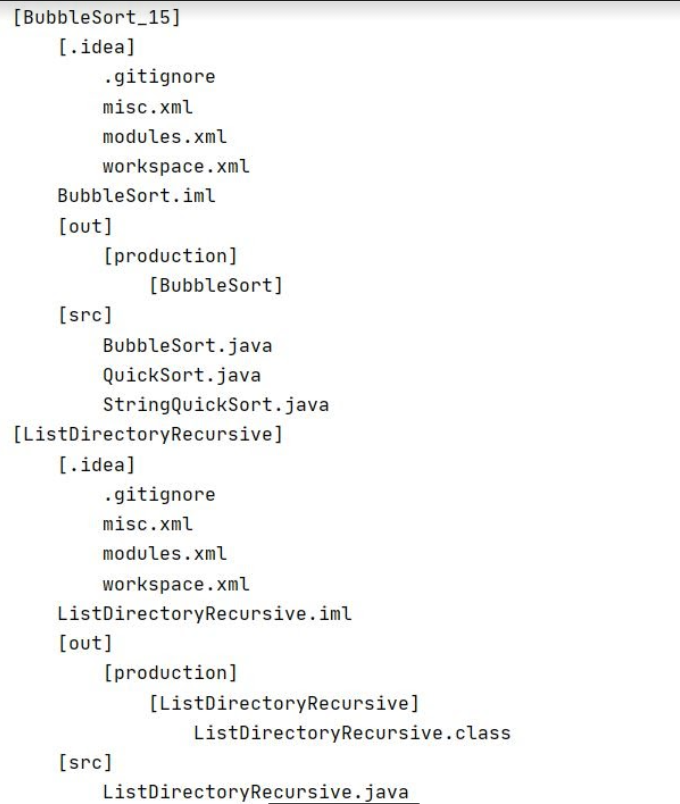 [BubbleSort_15]
    [.idea]
        .gitignore
        misc.xml
        modules.xml
        workspace.xml
    BubbleSort.iml
    [out]
        [production]
            [BubbleSort]
    [src]
        BubbleSort.java
        QuickSort.java
        StringQuickSort.java
[ListDirectoryRecursive]
    [.idea]
        .gitignore
        misc.xml
        modules.xml
        workspace.xml
    ListDirectoryRecursive.iml
    [out]
        [production]
            [ListDirectoryRecursive]
                ListDirectoryRecursive.class
    [src]
        ListDirectoryRecursive.java